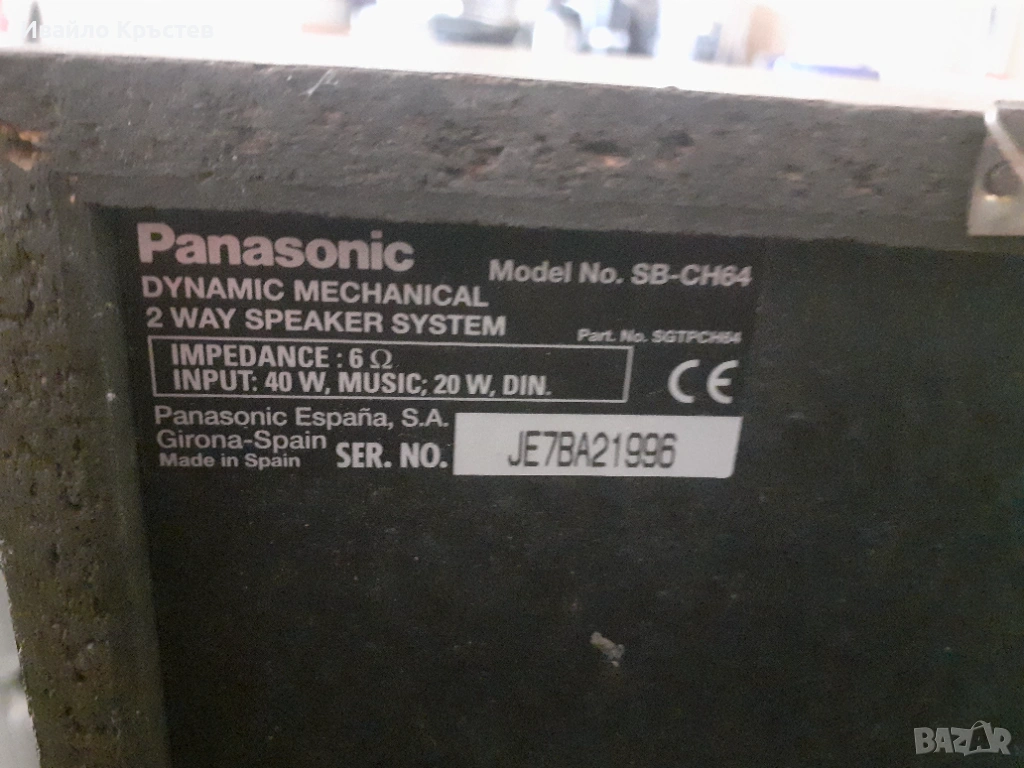 Ивайло Кръстев
Panasonic
Model No. SB-CH64
DYNAMIC MECHANICAL
2 WAY SPEAKER SYSTEM
Part. No. SGTPCH64
IMPEDANCE : 6 Ω
INPUT: 40 W, MUSIC; 20 W, DIN.
CE
Panasonic España, S.A.
Girona-Spain
Made in Spain
SER. NO. JE7BA21996
BAZAR